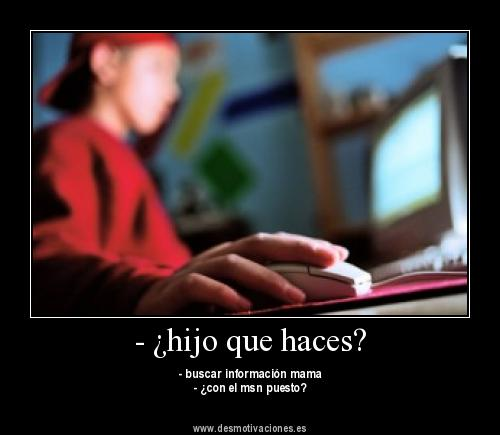 - ¿hijo que haces?
- buscar información mama
- ¿con el msn puesto?
www.desmotivaciones.es